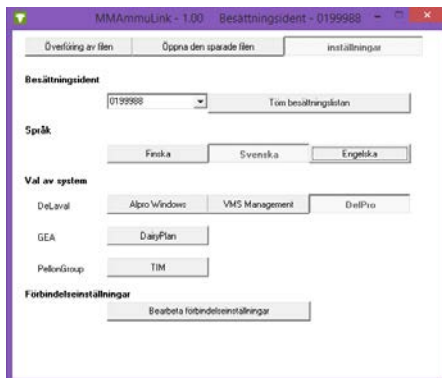 MMAmmuLink - 1.00 Besättningsident - 0199988
Överföring av filen Öppna den sparade filen inställningar
Besättningsident
0199988 Töm besättningslistan
Språk
Finska Svenska Engelska
Val av system
DeLaval Alpro Windows VMS Management DelPro
GEA DairyPlan
PellonGroup TIM
Förbindelseinställningar
Bearbeta förbindelseinställningar